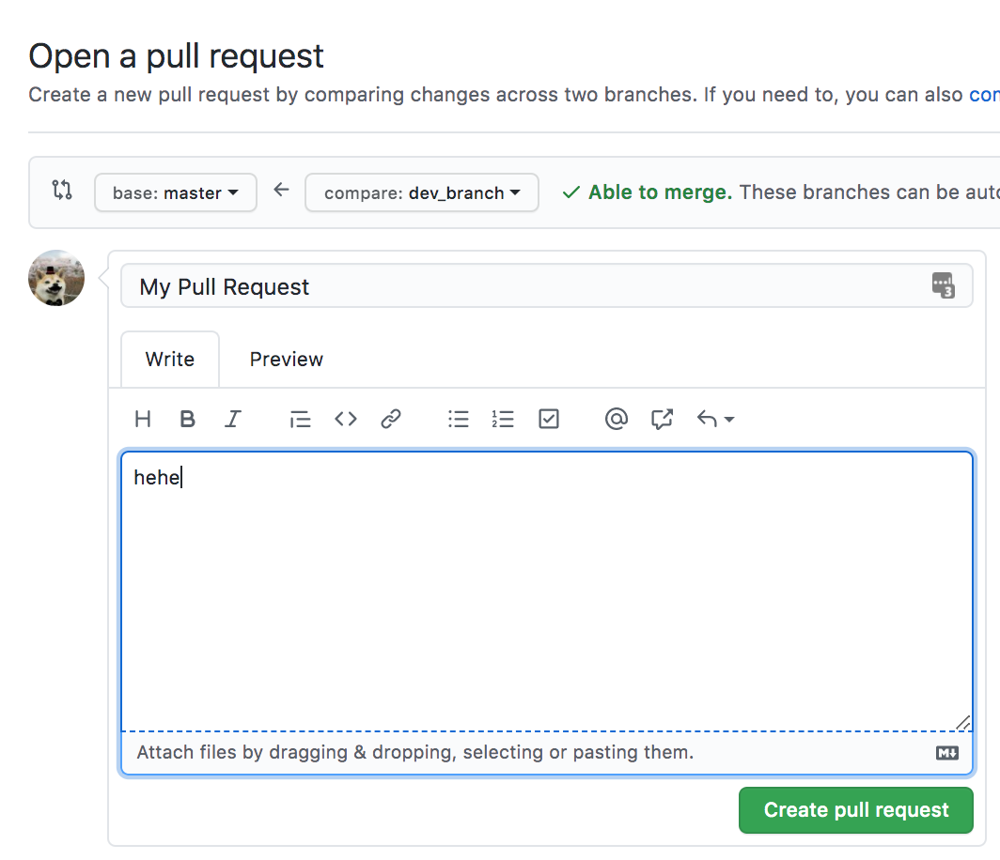 Open a pull request
Create a new pull request by comparing changes across two branches. If you need to, you can also
base: master compare: dev_branch Able to merge. These branches can be
My Pull Request
3
Write Preview
H B I
hehe
Attach files by dragging & dropping, selecting or pasting them.
Create pull request